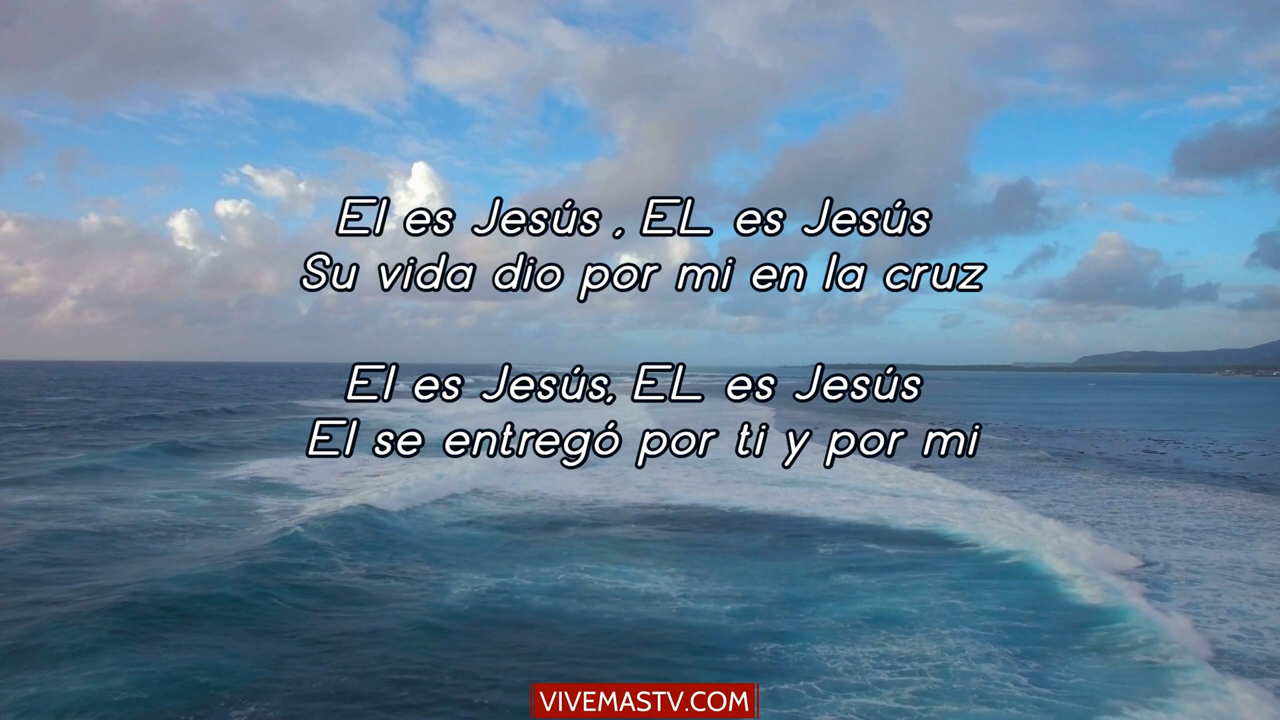 El es Jesús , EL es Jesús
Su vida dio por mi en la cruz
El es Jesús, EL es Jesús
El se entregó por ti y por mi
VIVEMASTV.COM